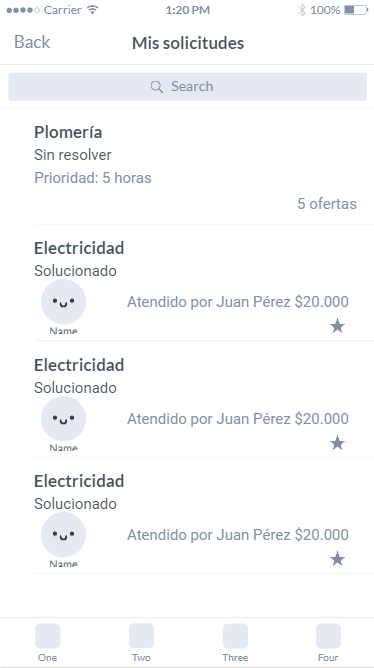 Carrier 1:20 PM 100%
Back Mis solicitudes
Search
Plomería
Sin resolver
Prioridad: 5 horas
5 ofertas
Electricidad
Solucionado
Atendido por Juan Pérez $20.000
Name
Electricidad
Solucionado
Atendido por Juan Pérez $20.000
Name
Electricidad
Solucionado
Atendido por Juan Pérez $20.000
Name
One Two Three Four